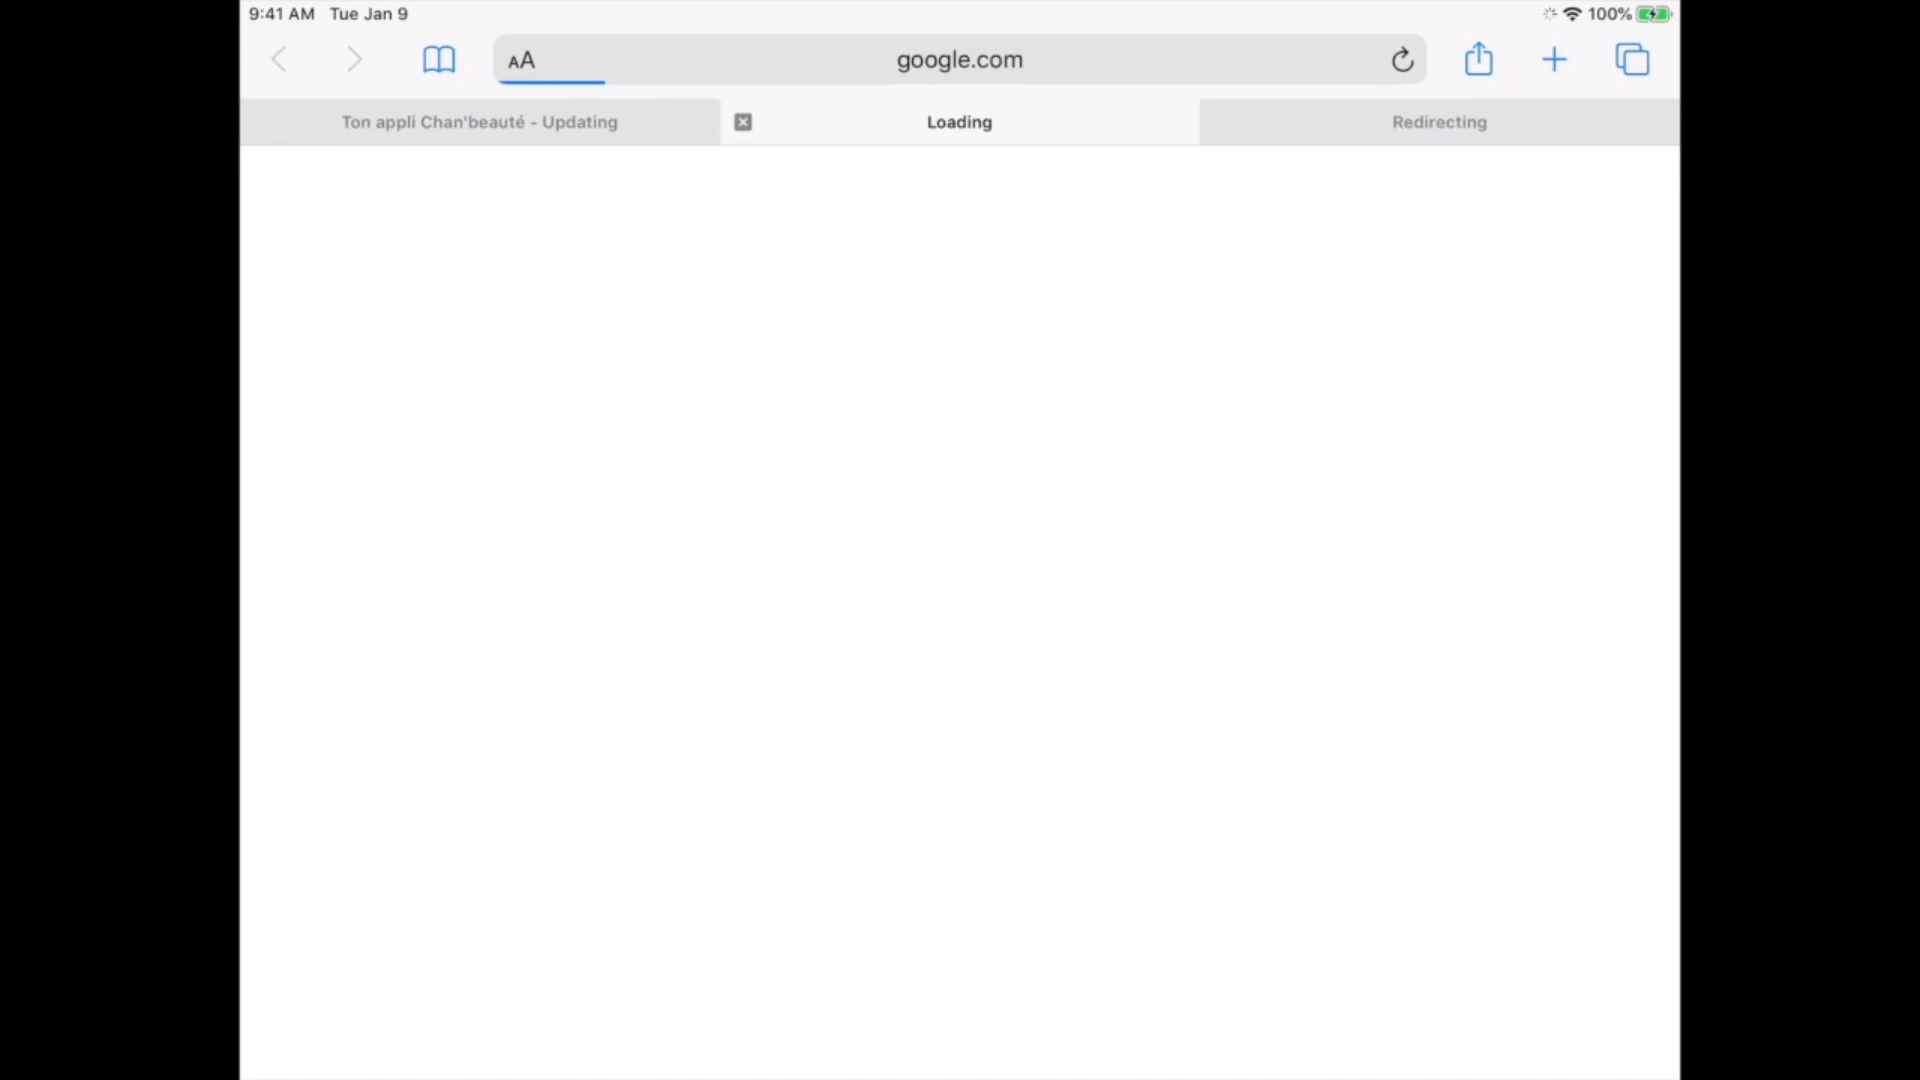 9:41 AM Tue Jan 9
100%
AA
google.com
Ton appli Chan'beauté - Updating
Loading
Redirecting